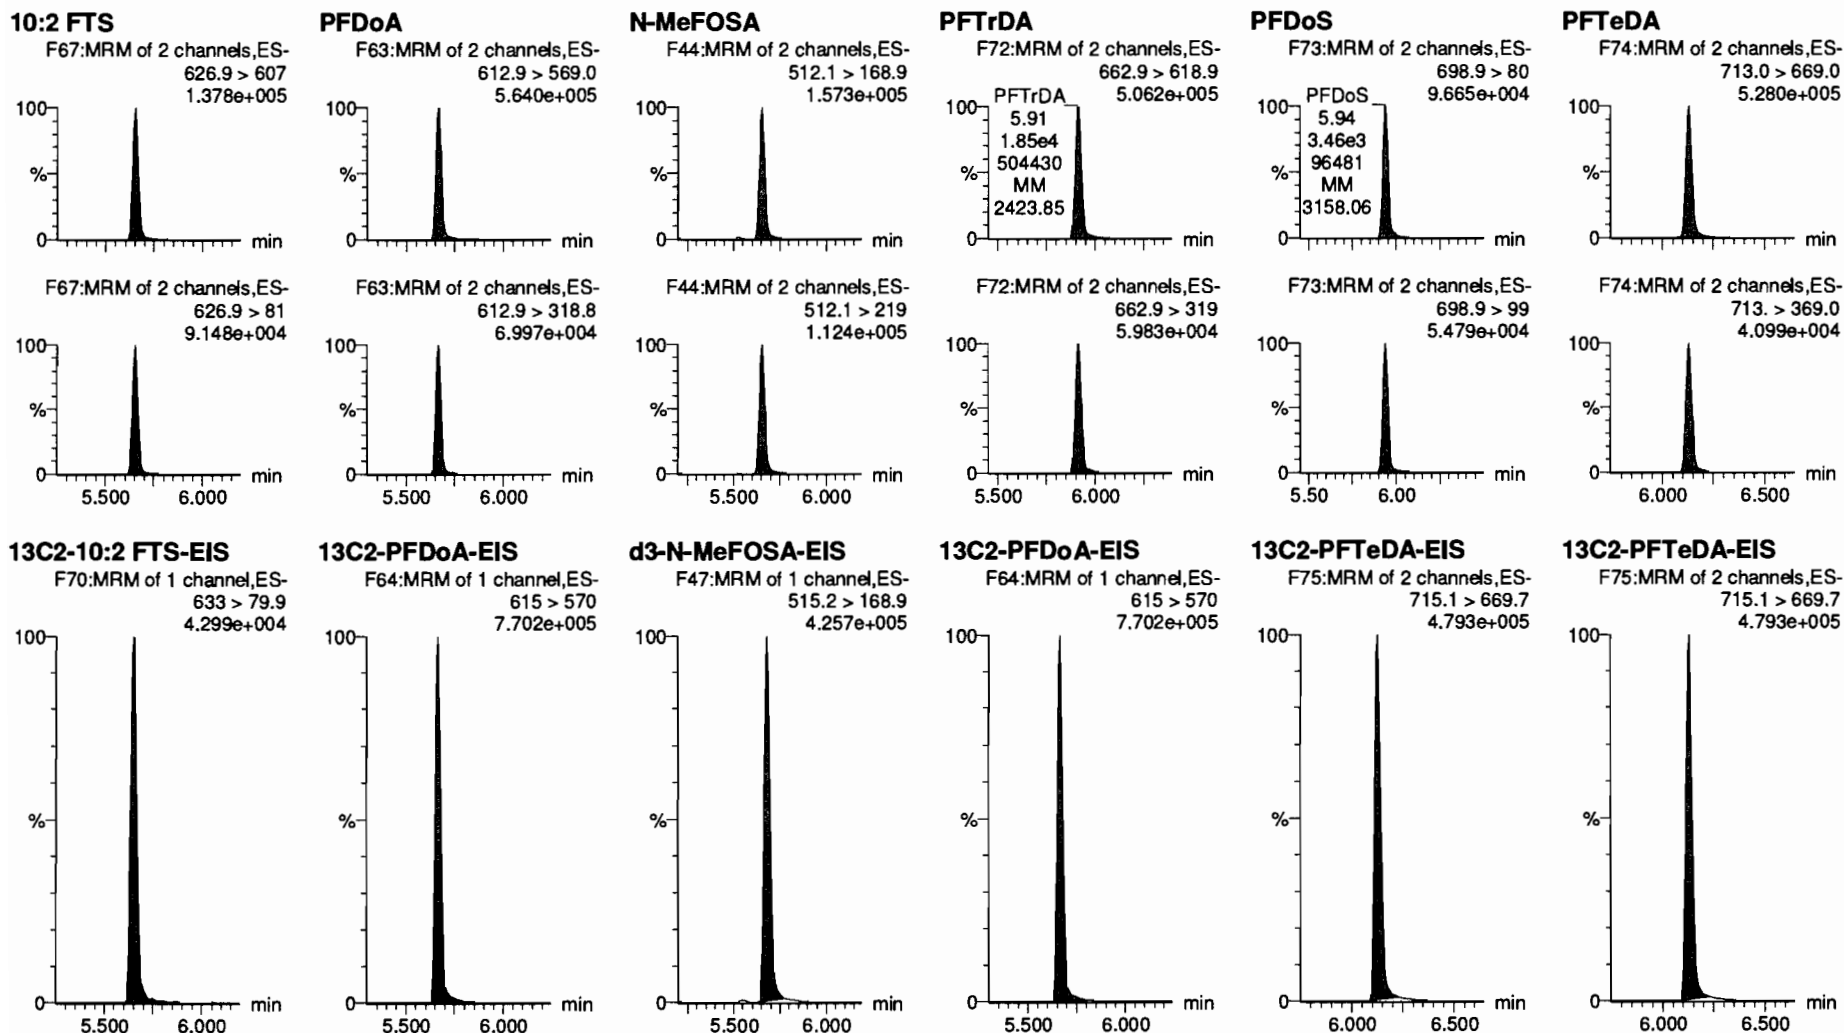 10:2 FTS
F67:MRM of 2 channels,ES-
626.9 > 607
1.378e+005
100
%
0
min
F67:MRM of 2 channels,ES-
626.9 > 81
9.148e+004
100
%
0
min
5.500 6.000
PFDoA
F63:MRM of 2 channels,ES-
612.9 > 569.0
5.640e+005
100
%
0
min
F63:MRM of 2 channels,ES-
612.9 > 318.8
6.997e+004
100
%
0
min
5.500 6.000
N-MeFOSA
F44:MRM of 2 channels,ES-
512.1 > 168.9
1.573e+005
100
%
0
min
F44:MRM of 2 channels,ES-
512.1 > 219
1.124e+005
100
%
0
min
5.500 6.000
PFTrDA
F72:MRM of 2 channels,ES-
662.9 > 618.9
5.062e+005
PFTrDA
5.91
1.85e4
504430
MM
2423.85
100
%
0
min
F72:MRM of 2 channels,ES-
662.9 > 319
5.983e+004
100
%
0
min
5.500 6.000
PFDoS
F73:MRM of 2 channels,ES-
698.9 > 80
9.665e+004
PFDoS
5.94
3.46e3
96481
MM
3158.06
100
%
0
min
F73:MRM of 2 channels,ES-
698.9 > 99
5.479e+004
100
%
0
min
5.50 6.00
PFTeDA
F74:MRM of 2 channels,ES-
713.0 > 669.0
5.280e+005
100
%
0
min
F74:MRM of 2 channels,ES-
713. > 369.0
4.099e+004
100
%
0
min
6.000 6.500
13C2-10:2 FTS-EIS
F70:MRM of 1 channel,ES-
633 > 79.9
4.299e+004
100
%
0
min
5.500 6.000
13C2-PFDoA-EIS
F64:MRM of 1 channel,ES-
615 > 570
7.702e+005
100
%
0
min
5.500 6.000
d3-N-MeFOSA-EIS
F47:MRM of 1 channel,ES-
515.2 > 168.9
4.257e+005
100
%
0
min
5.500 6.000
13C2-PFDoA-EIS
F64:MRM of 1 channel,ES-
615 > 570
7.702e+005
100
%
0
min
5.500 6.000
13C2-PFTeDA-EIS
F75:MRM of 2 channels,ES-
715.1 > 669.7
4.793e+005
100
%
0
min
6.000 6.500
13C2-PFTeDA-EIS
F75:MRM of 2 channels,ES-
715.1 > 669.7
4.793e+005
100
%
0
min
6.000 6.500